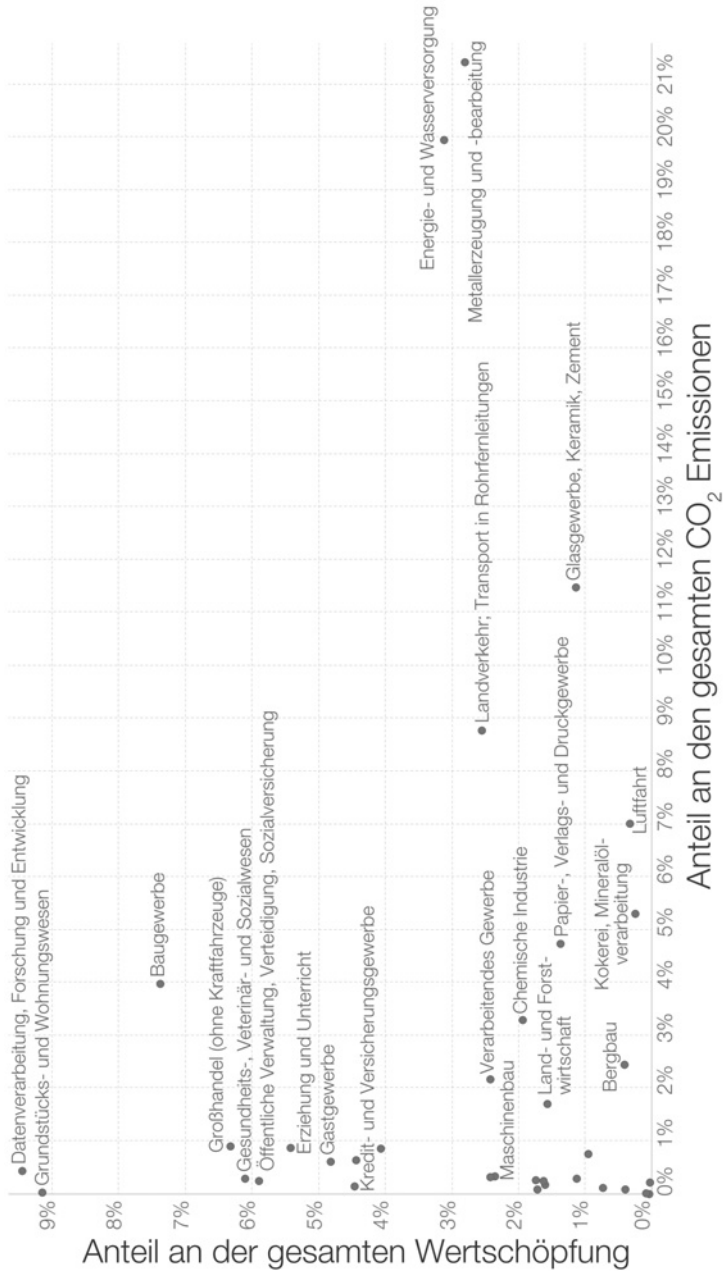 Anteil an der gesamten Wertschöpfung
9%
8%
7%
6%
5%
4%
3%
2%
1%
0%
Datenverarbeitung, Forschung und Entwicklung
Grundstücks- und Wohnungswesen
Baugewerbe
Großhandel (ohne Kraftfahrzeuge)
Gesundheits-, Veterinär- und Sozialwesen
Öffentliche Verwaltung, Verteidigung, Sozialversicherung
Erziehung und Unterricht
Gastgewerbe
Kredit- und Versicherungsgewerbe
Energie- und Wasserversorgung
Metallerzeugung und -bearbeitung
Landverkehr; Transport in Rohrfernleitungen
Verarbeitendes Gewerbe
Maschinenbau
Chemische Industrie
Land- und Forst-
wirtschaft
Papier-, Verlags- und Druckgewerbe
Glasgewerbe, Keramik, Zement
Kokerei, Mineralöl-
verarbeitung
Bergbau
Luftfahrt
0%
1%
2%
3%
4%
5%
6%
7%
8%
9%
10%
11%
12%
13%
14%
15%
16%
17%
18%
19%
20%
21%
Anteil an den gesamten CO₂ Emissionen